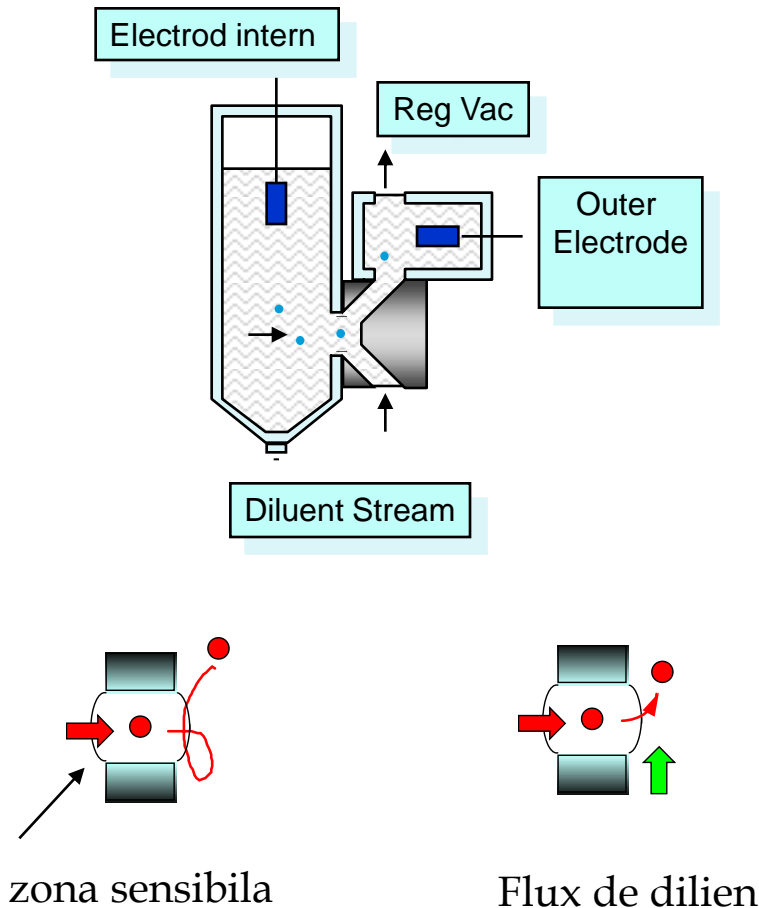 Electrod intern
Reg Vac
Outer
Electrode
Diluent Stream
zona sensibila
Flux de dilien